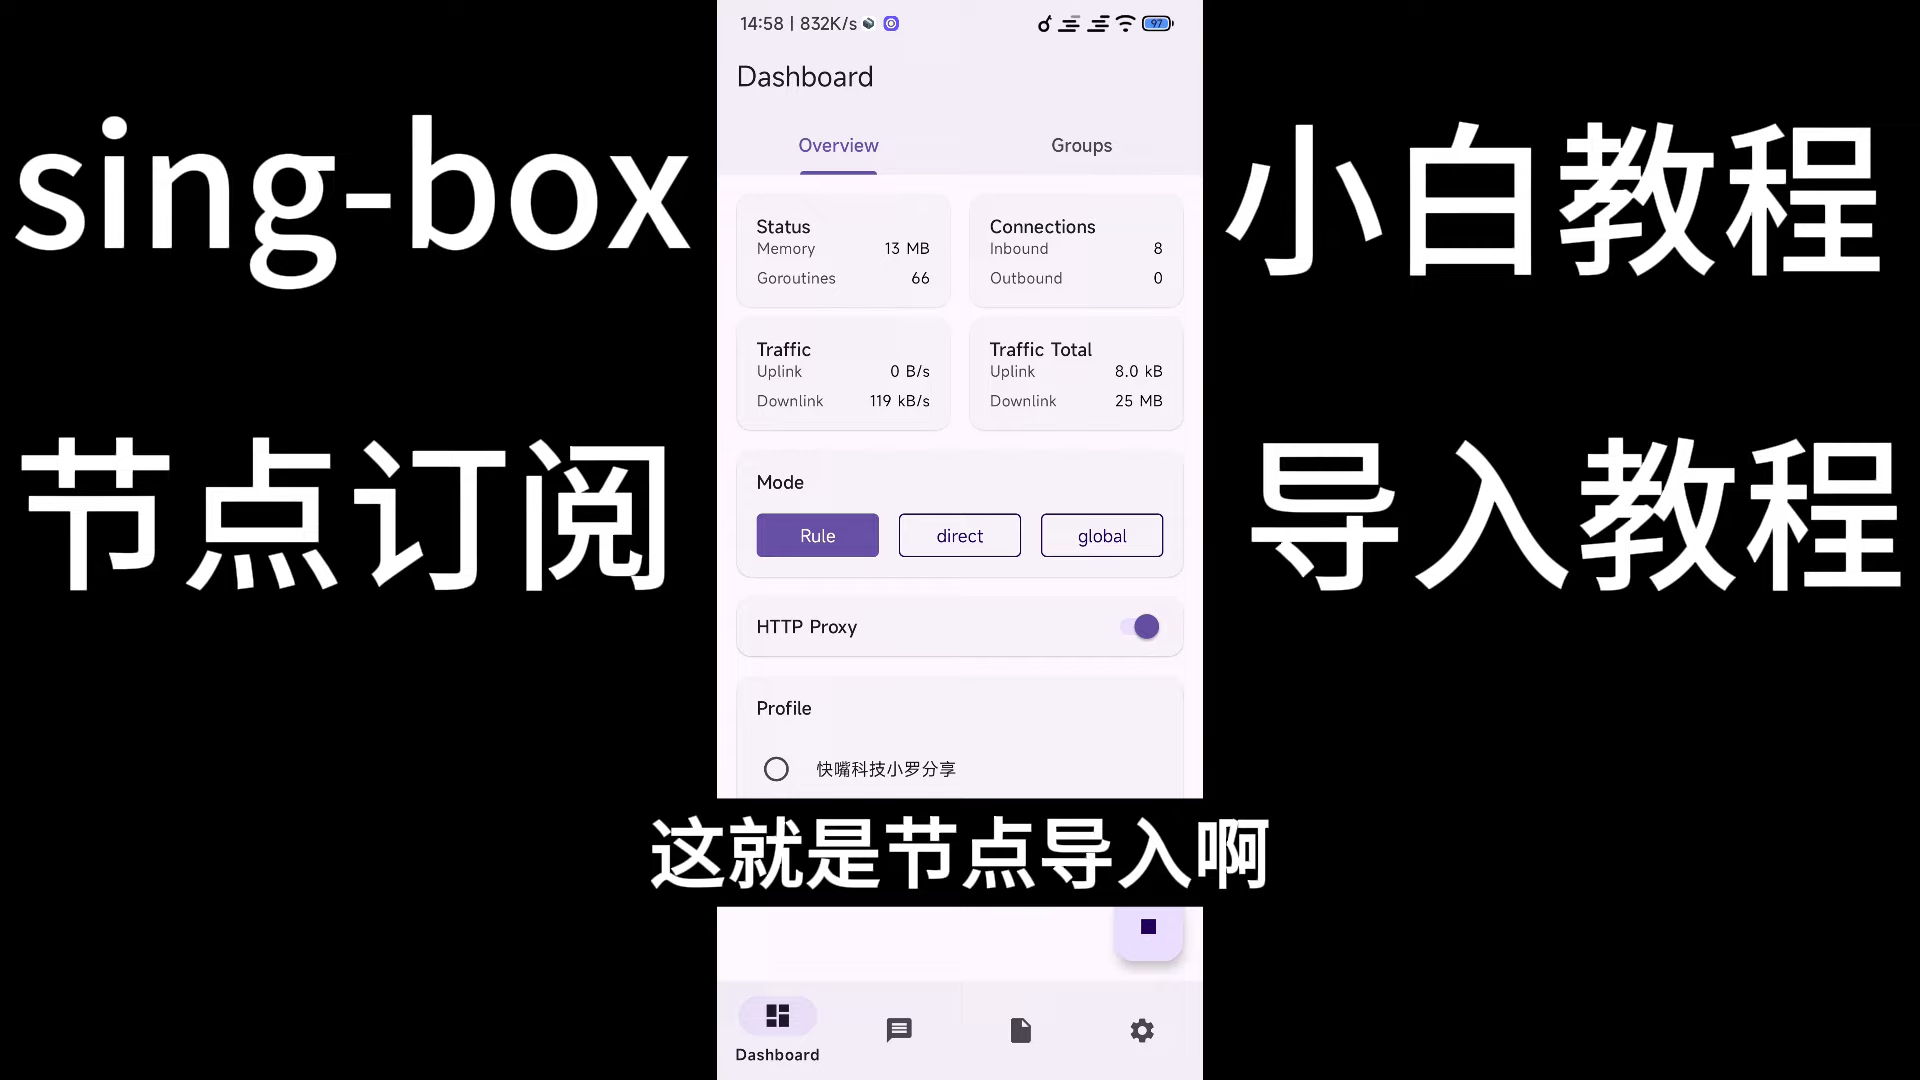 14:58 | 832K/s
97
Dashboard
Overview
Groups
sing-box
小白教程
Status
Memory 13 MB
Goroutines 66
Connections
Inbound 8
Outbound 0
Traffic
Uplink 0 B/s
Downlink 119 kB/s
Traffic Total
Uplink 8.0 kB
Downlink 25 MB
节点订阅
导入教程
Mode
Rule
direct
global
HTTP Proxy
Profile
快嘴科技小罗分享
这就是节点导入啊
Dashboard